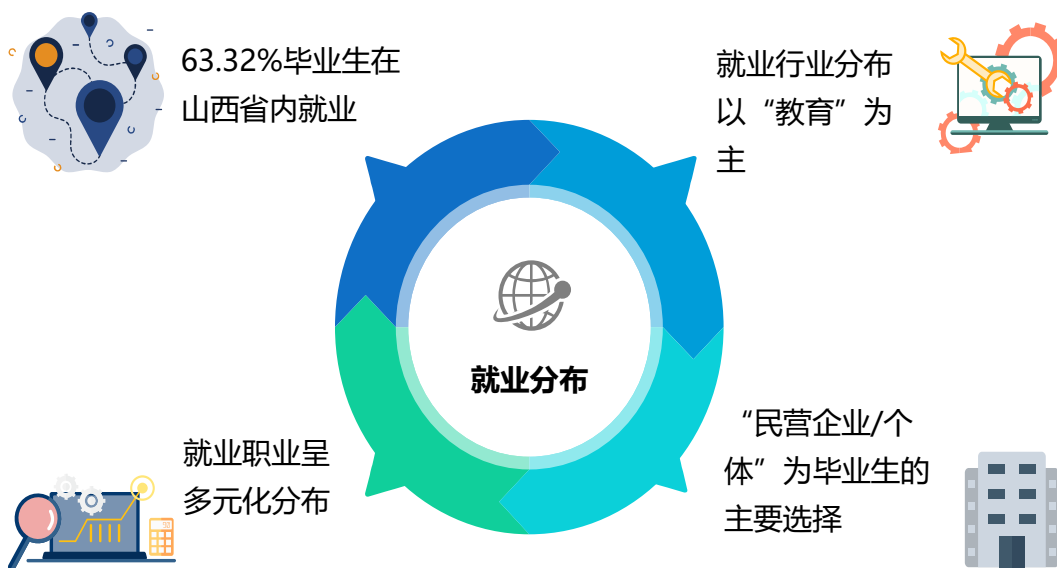 63.32%毕业生在
山西省内就业
就业行业分布
以“教育”为
主
就业分布
就业职业呈
多元化分布
“民营企业/个
体”为毕业生的
主要选择